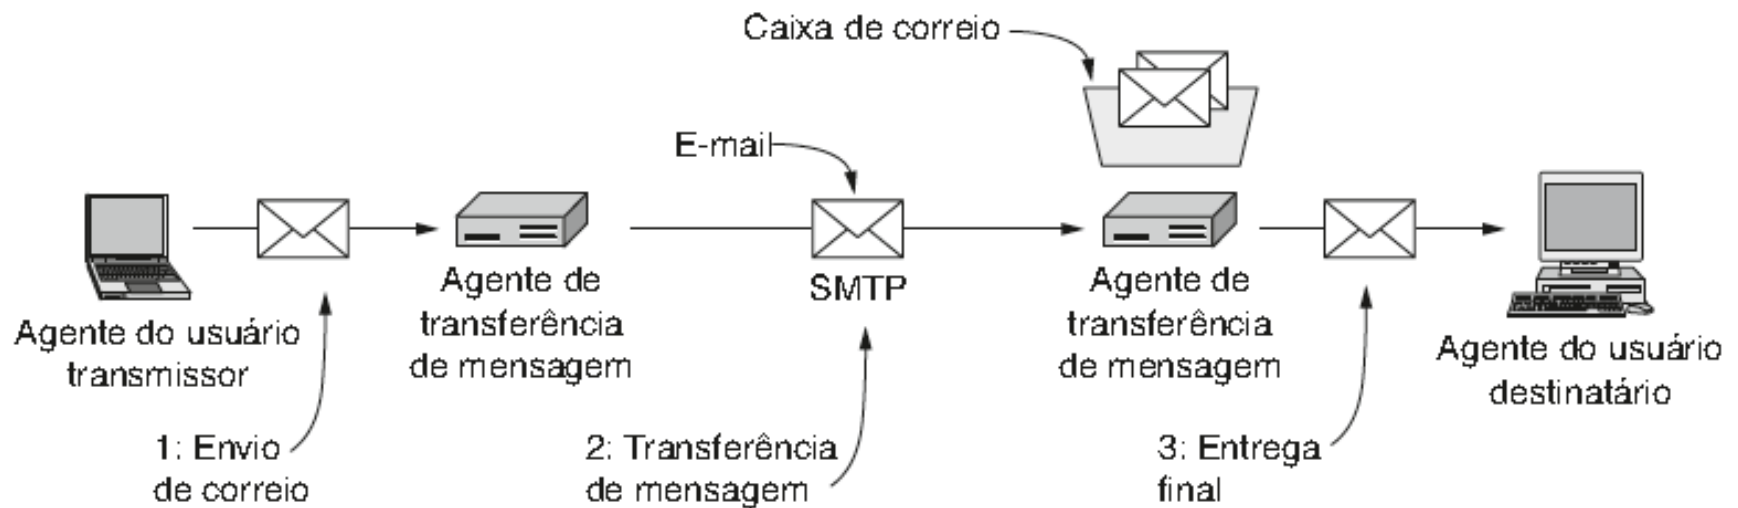 Caixa de correio
E-mail
SMTP
Agente do usuário
transmissor
Agente de
transferência
de mensagem
Agente de
transferência
de mensagem
Agente do usuário
destinatário
1: Envio
de correio
2: Transferência
de mensagem
3: Entrega
final